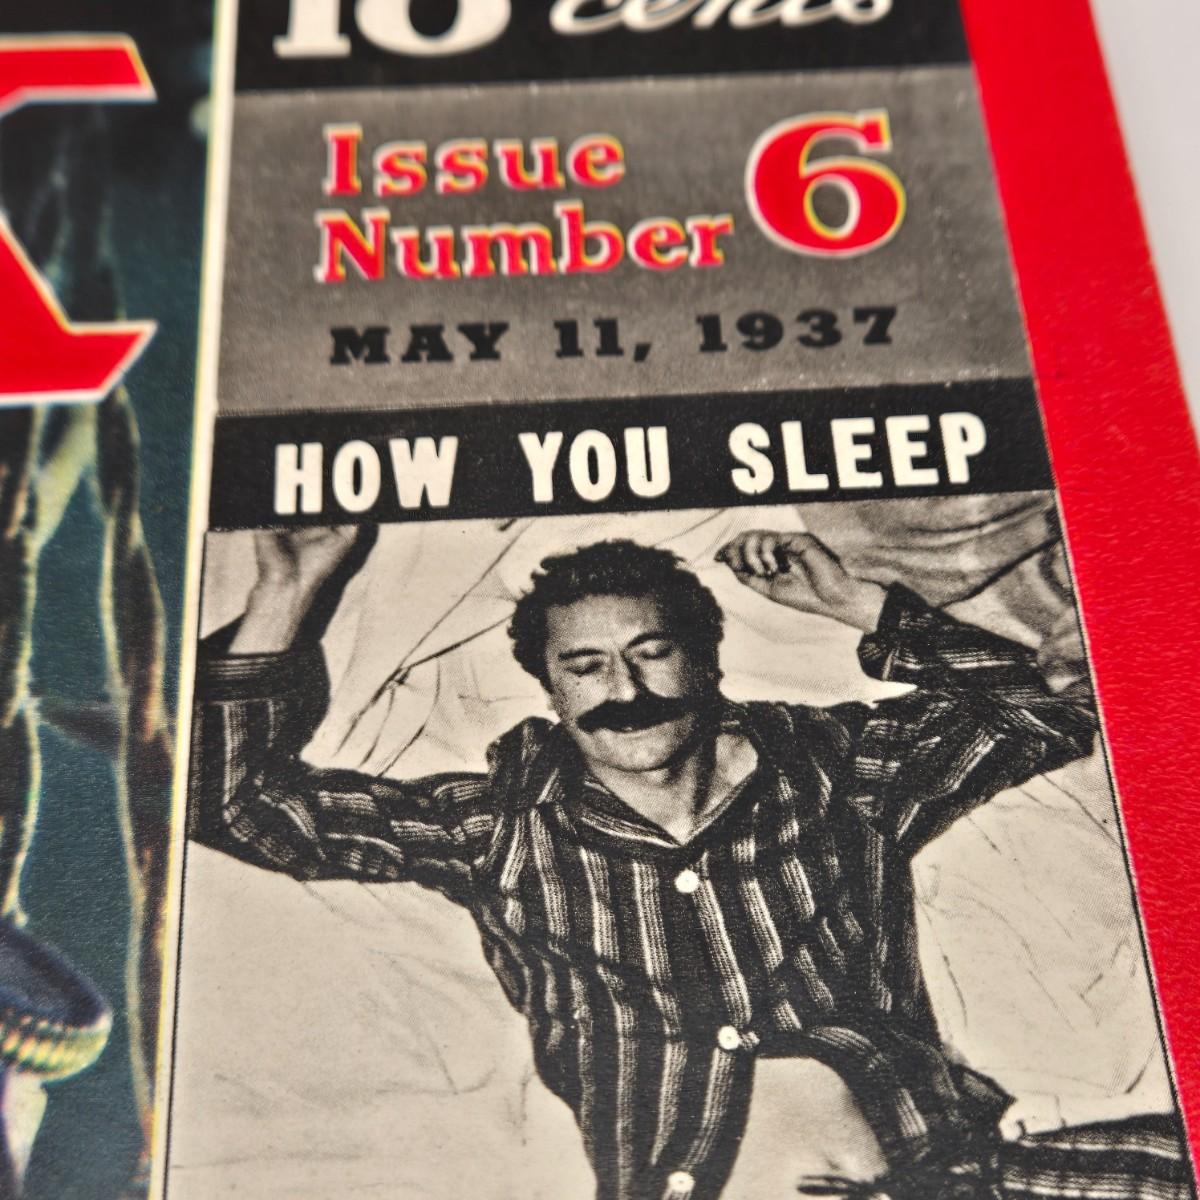 10 cents
Issue
Number 6
MAY 11, 1937
HOW YOU SLEEP